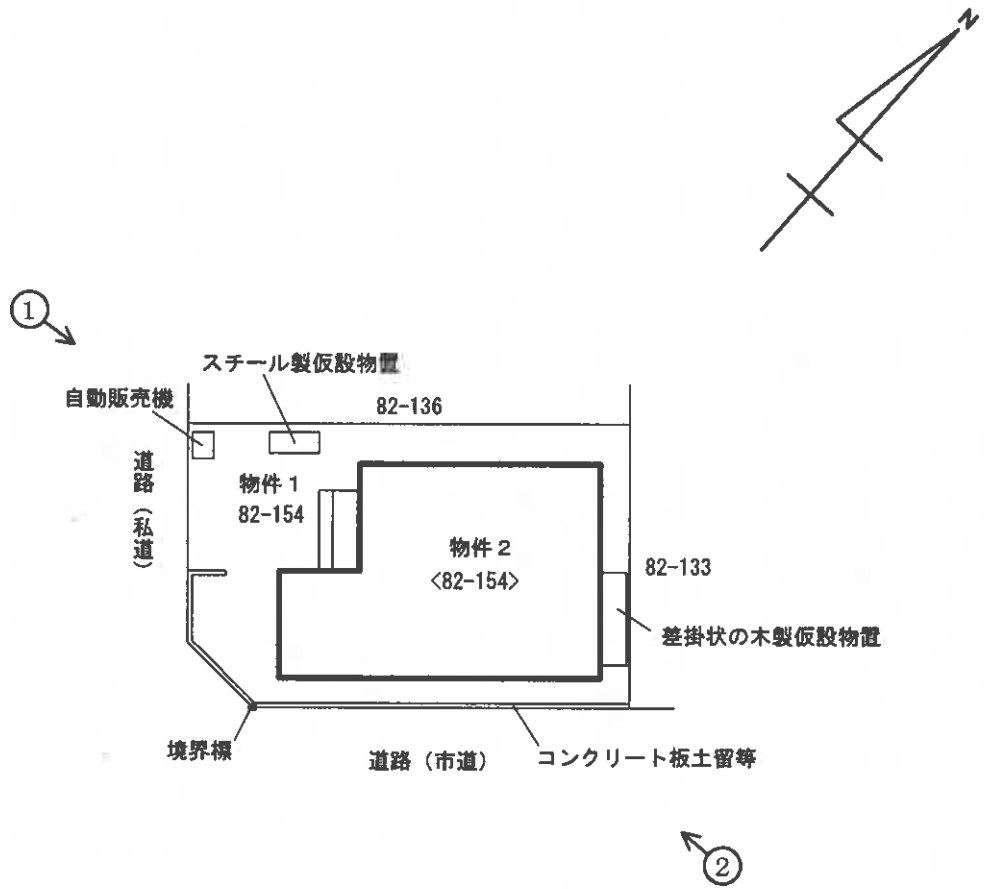 N
①
スチール製仮設物置
自動販売機
82-136
道路（私道）
物件1
82-154
物件2
<82-154>
82-133
差掛状の木製仮設物置
境界標
道路（市道）
コンクリート板土留等
②